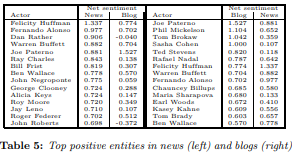 Net sentiment Net sentiment
Actor News Blog Actor Blog News
Felicity Huffman 1.337 0.774 Joe Paterno 1.527 0.881
Fernando Alonso 0.977 0.702 Phil Mickelson 1.104 0.652
Dan Rather 0.906 -0.040 Tom Brokaw 1.042 0.359
Warren Buffett 0.882 0.704 Sasha Cohen 1.000 0.107
Joe Paterno 0.881 1.527 Ted Stevens 0.820 0.118
Ray Charles 0.843 0.138 Rafael Nadal 0.787 0.642
Bill Frist 0.819 0.307 Felicity Huffman 0.774 1.337
Ben Wallace 0.778 0.570 Warren Buffett 0.704 0.882
John Negroponte 0.775 0.059 Fernando Alonso 0.702 0.977
George Clooney 0.724 0.288 Chauncey Billups 0.685 0.580
Alicia Keys 0.724 0.147 Maria Sharapova 0.680 0.133
Roy Moore 0.720 0.349 Earl Woods 0.672 0.410
Jay Leno 0.710 0.107 Kasey Kahne 0.609 0.556
Roger Federer 0.702 0.512 Tom Brady 0.603 0.657
John Roberts 0.698 -0.372 Ben Wallace 0.570 0.778
Table 5: Top positive entities in news (left) and blogs (right)